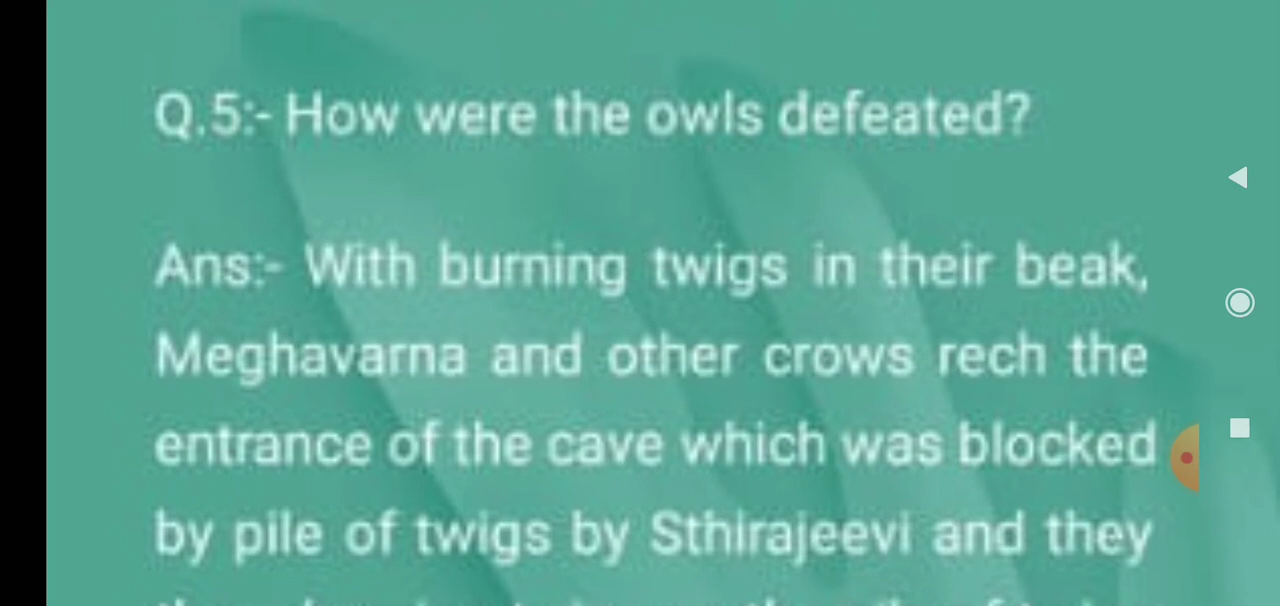 Q.5:- How were the owls defeated?
Ans:- With burning twigs in their beak,
Meghavarna and other crows rech the
entrance of the cave which was blocked
by pile of twigs by Sthirajeevi and they